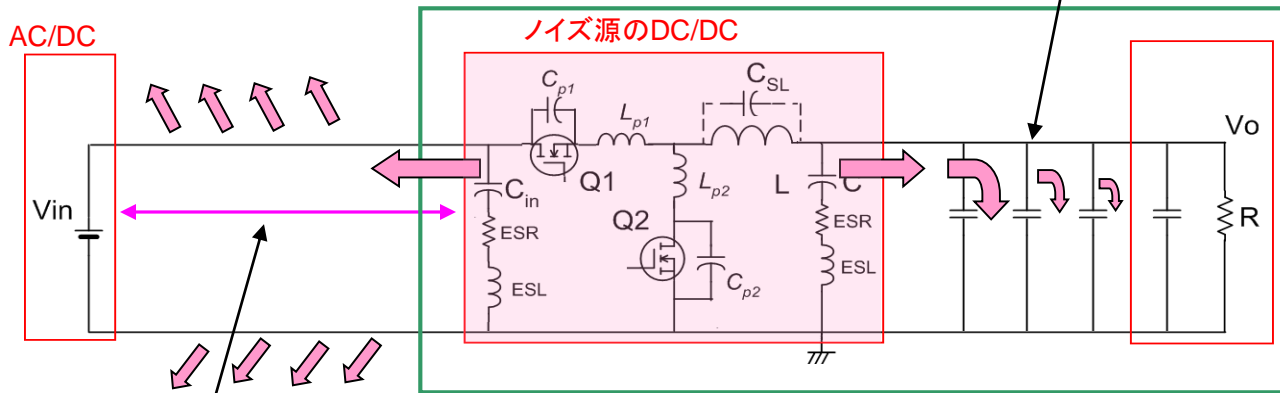 AC/DC
ノイズ源のDC/DC
Cp1
CSL
Lp1
Vo
Q1
Cin
Lp2
L
C
Vin
ESR
Q2
ESR
R
ESL
Cp2
ESL